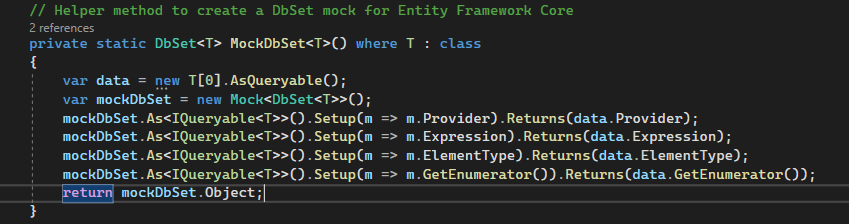 // Helper method to create a DbSet mock for Entity Framework Core
2 references
private static DbSet<T> MockDbSet<T>() where T : class
{
var data = new T[0].AsQueryable();
var mockDbSet = new Mock<DbSet<T>>();
mockDbSet.As<IQueryable<T>>().Setup(m => m.Provider).Returns(data.Provider);
mockDbSet.As<IQueryable<T>>().Setup(m => m.Expression).Returns(data.Expression);
mockDbSet.As<IQueryable<T>>().Setup(m => m.ElementType).Returns(data.ElementType);
mockDbSet.As<IQueryable<T>>().Setup(m => m.GetEnumerator()).Returns(data.GetEnumerator());
return mockDbSet.Object;
}